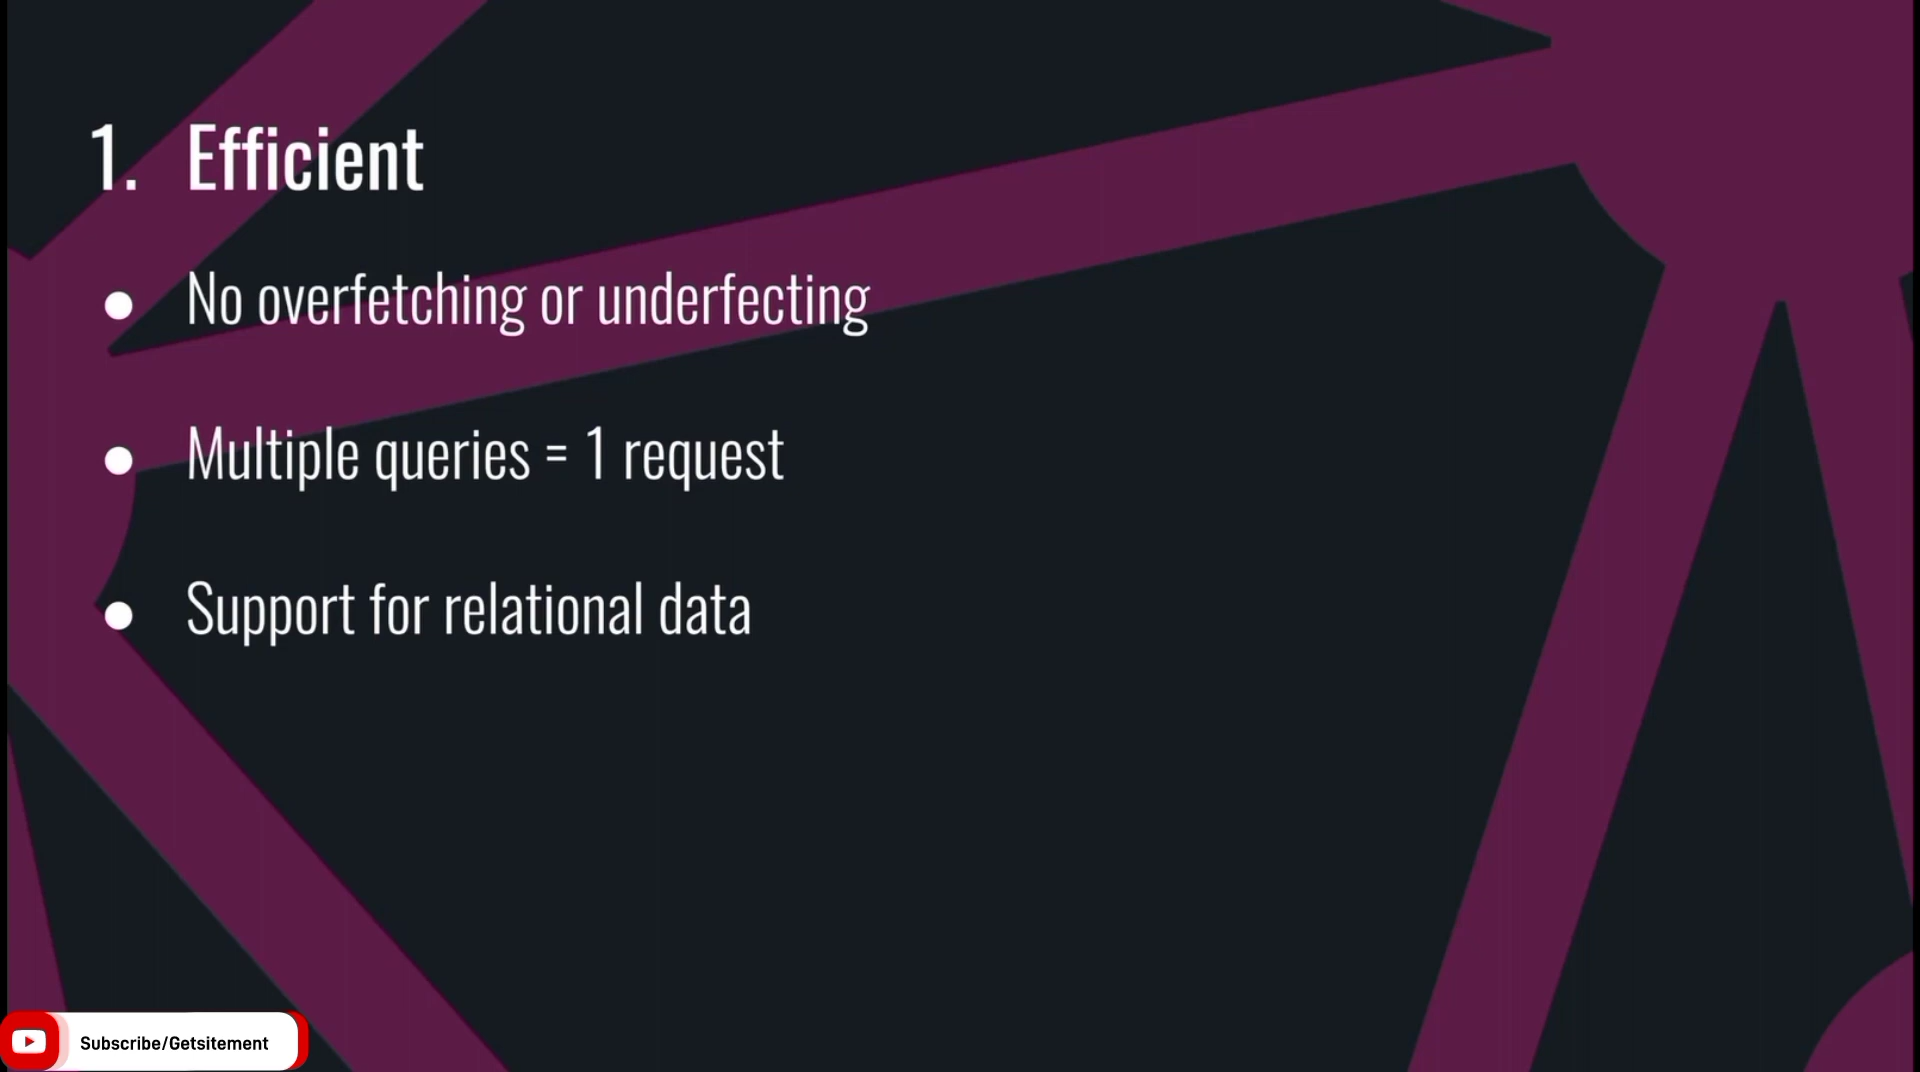 1. Efficient
● No overfetching or underfecting
● Multiple queries = 1 request
● Support for relational data
Subscribe/Getsitement